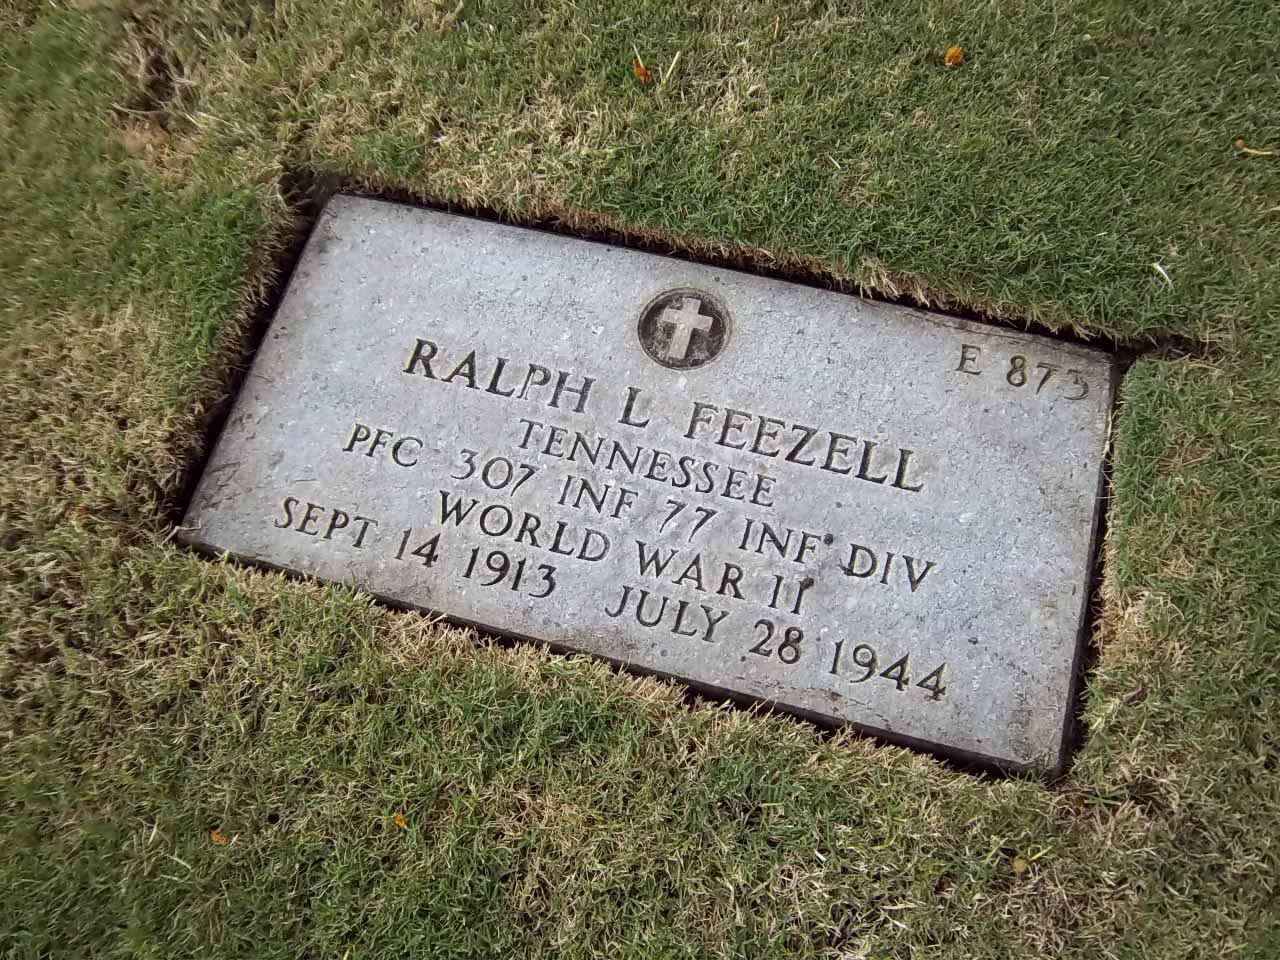 E 873
RALPH L FEEZELL
TENNESSEE
PFC 307 INF 77 INF DIV
WORLD WAR II
SEPT 14 1913 JULY 28 1944